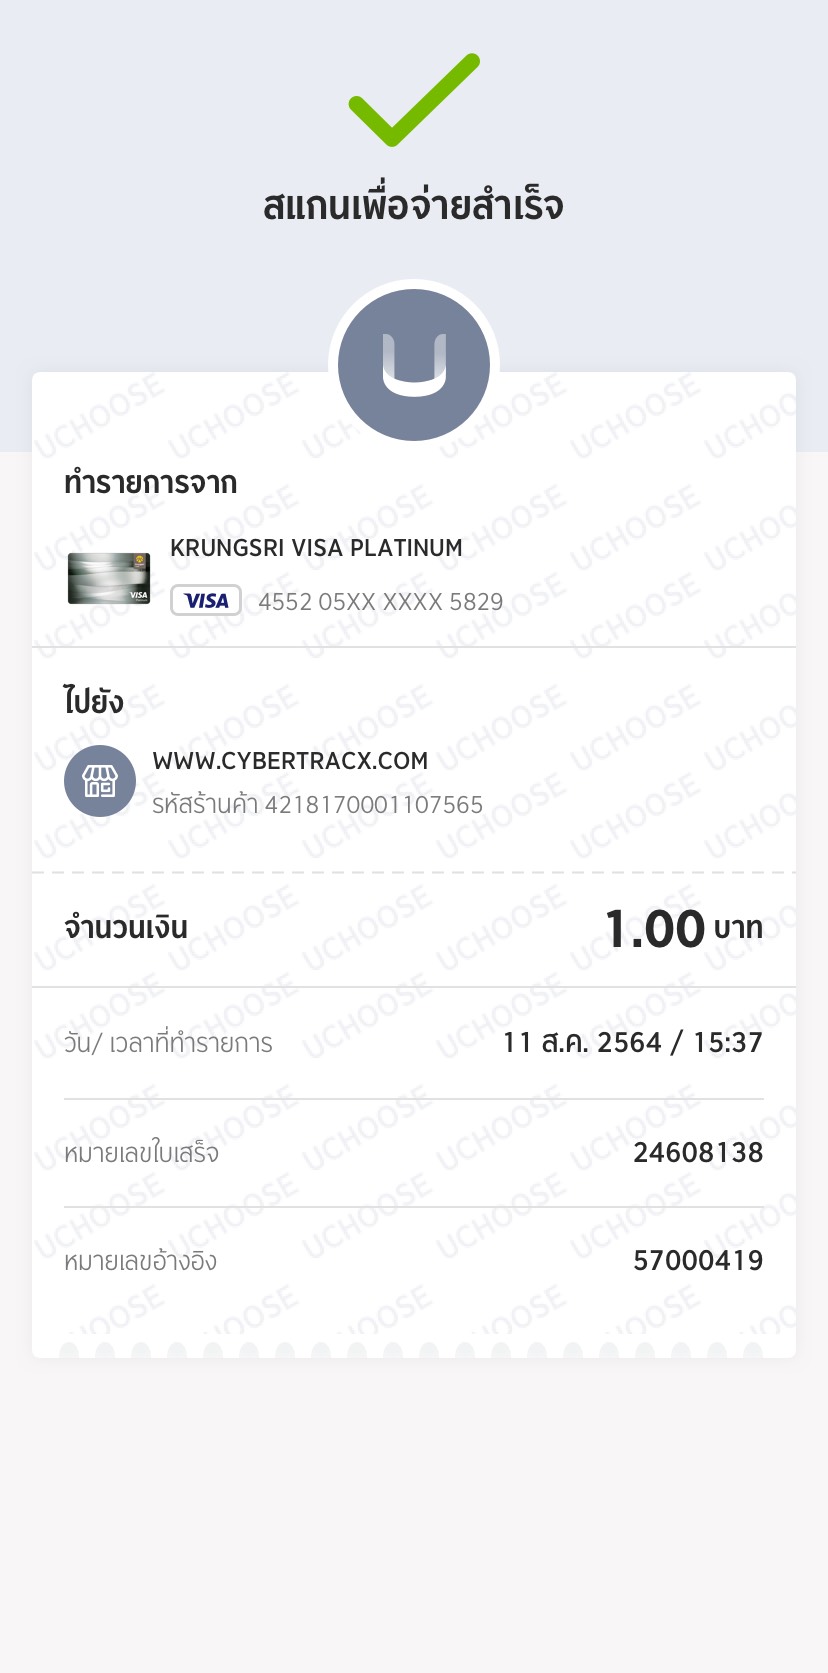 สแกนเพื่อจ่ายสำเร็จ
ทำรายการจาก
KRUNGSRI VISA PLATINUM
VISA
VISA 4552 05XX XXXX 5829
ไปยัง
WWW.CYBERTRACX.COM
รหัสร้านค้า 4218170001107565
จำนวนเงิน 1.00 บาท
วัน/ เวลาที่ทำรายการ 11 ส.ค. 2564 / 15:37
หมายเลขใบเสร็จ 24608138
หมายเลขอ้างอิง 57000419
UCHOOSE